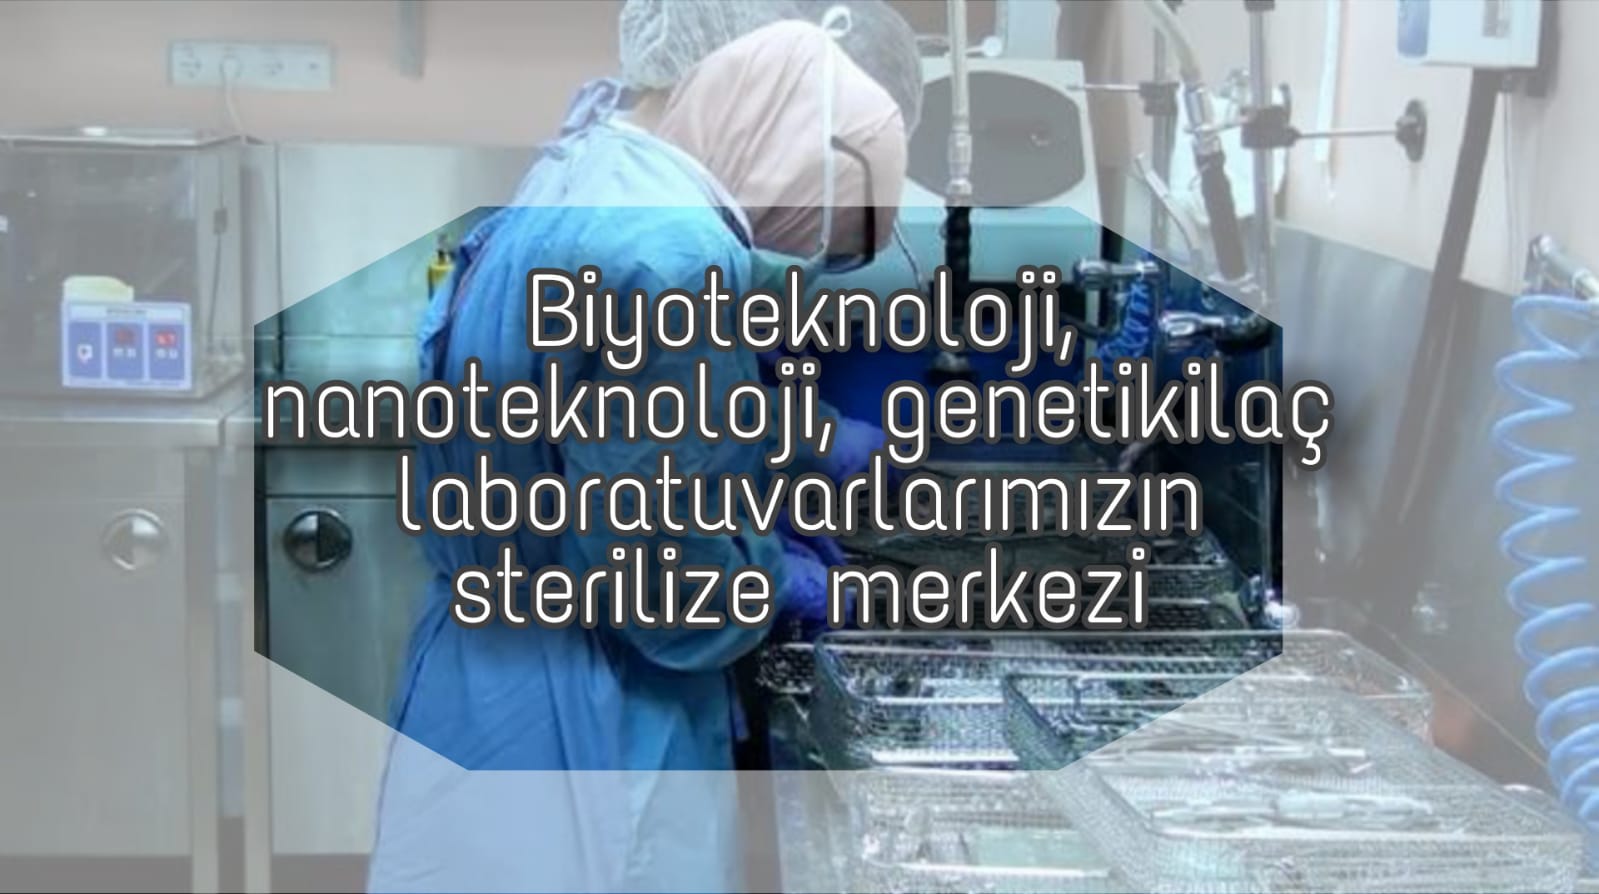 Biyoteknoloji,
nanoteknoloji, genetikilaç
laboratuvarlarımızın
sterilize merkezi